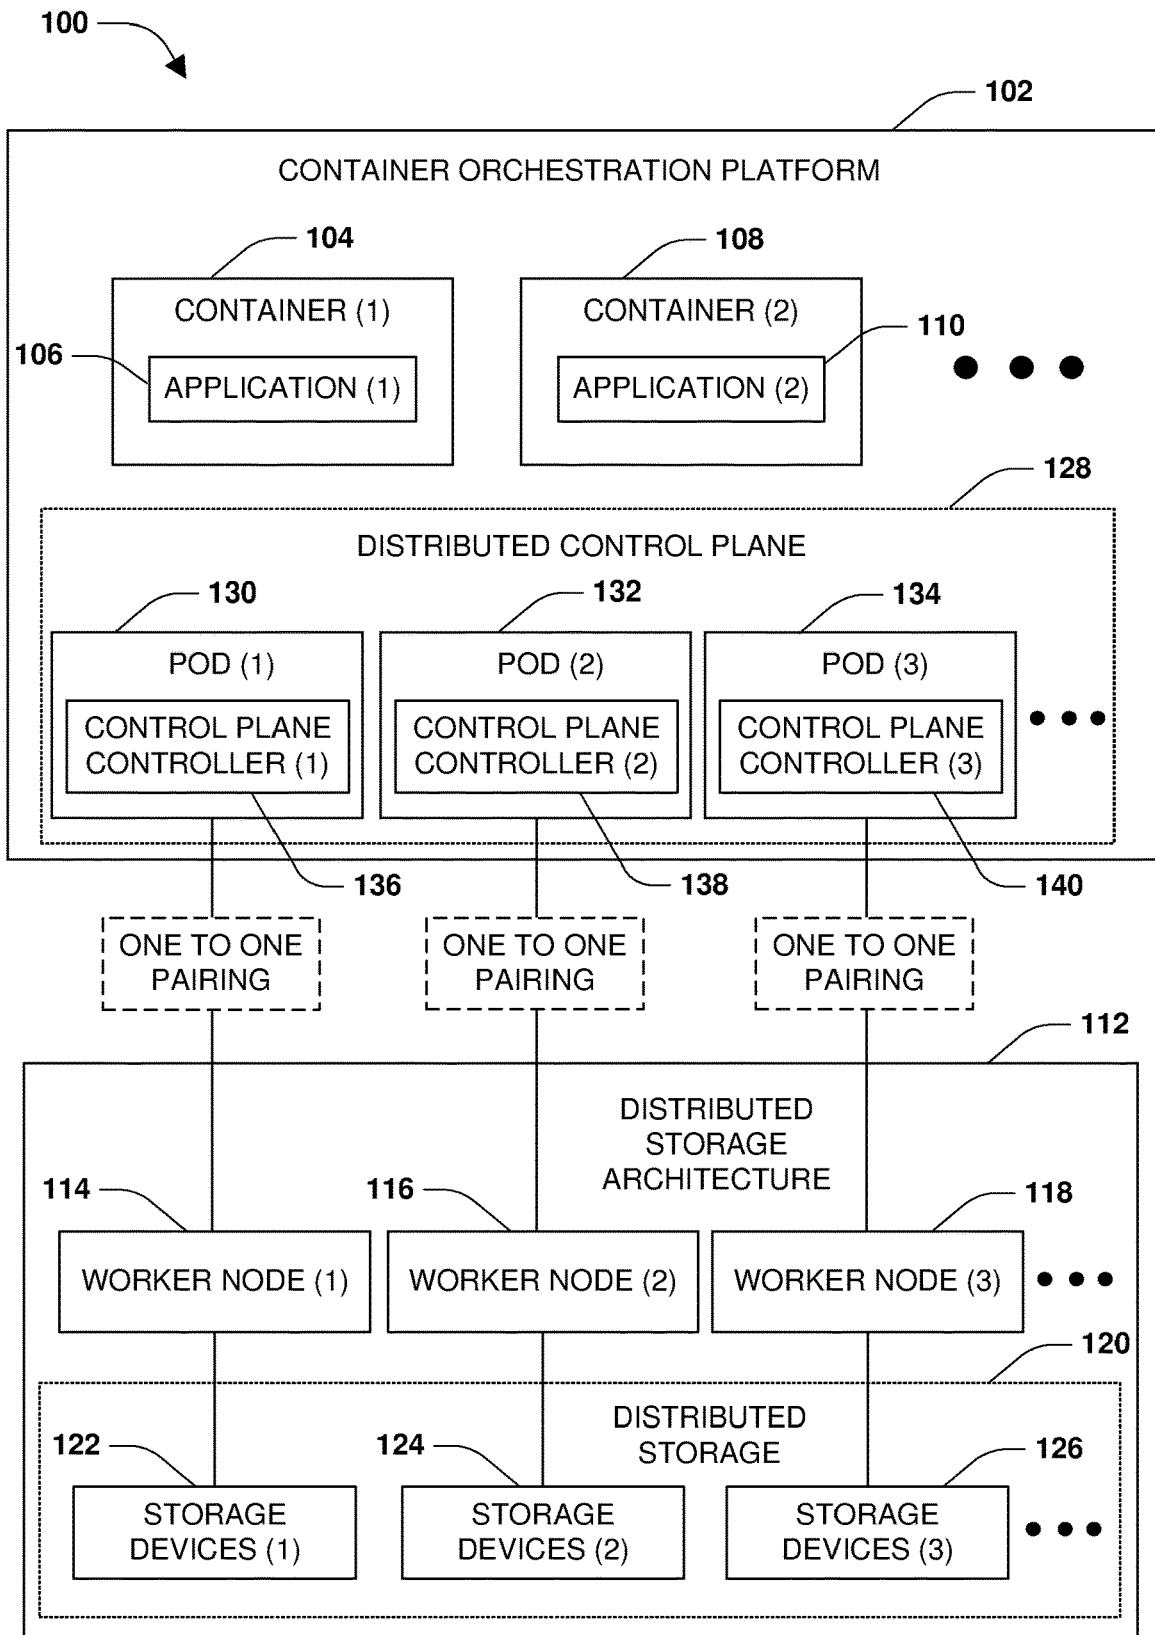 100
102
CONTAINER ORCHESTRATION PLATFORM
104
108
CONTAINER (1)
CONTAINER (2)
110
106
APPLICATION (1)
APPLICATION (2)
128
DISTRIBUTED CONTROL PLANE
130
132
134
POD (1)
POD (2)
POD (3)
CONTROL PLANE
CONTROLLER (1)
CONTROL PLANE
CONTROLLER (2)
CONTROL PLANE
CONTROLLER (3)
136
138
140
ONE TO ONE
PAIRING
ONE TO ONE
PAIRING
ONE TO ONE
PAIRING
112
DISTRIBUTED
STORAGE
ARCHITECTURE
114
116
118
WORKER NODE (1)
WORKER NODE (2)
WORKER NODE (3)
120
DISTRIBUTED
STORAGE
122
124
126
STORAGE
DEVICES (1)
STORAGE
DEVICES (2)
STORAGE
DEVICES (3)